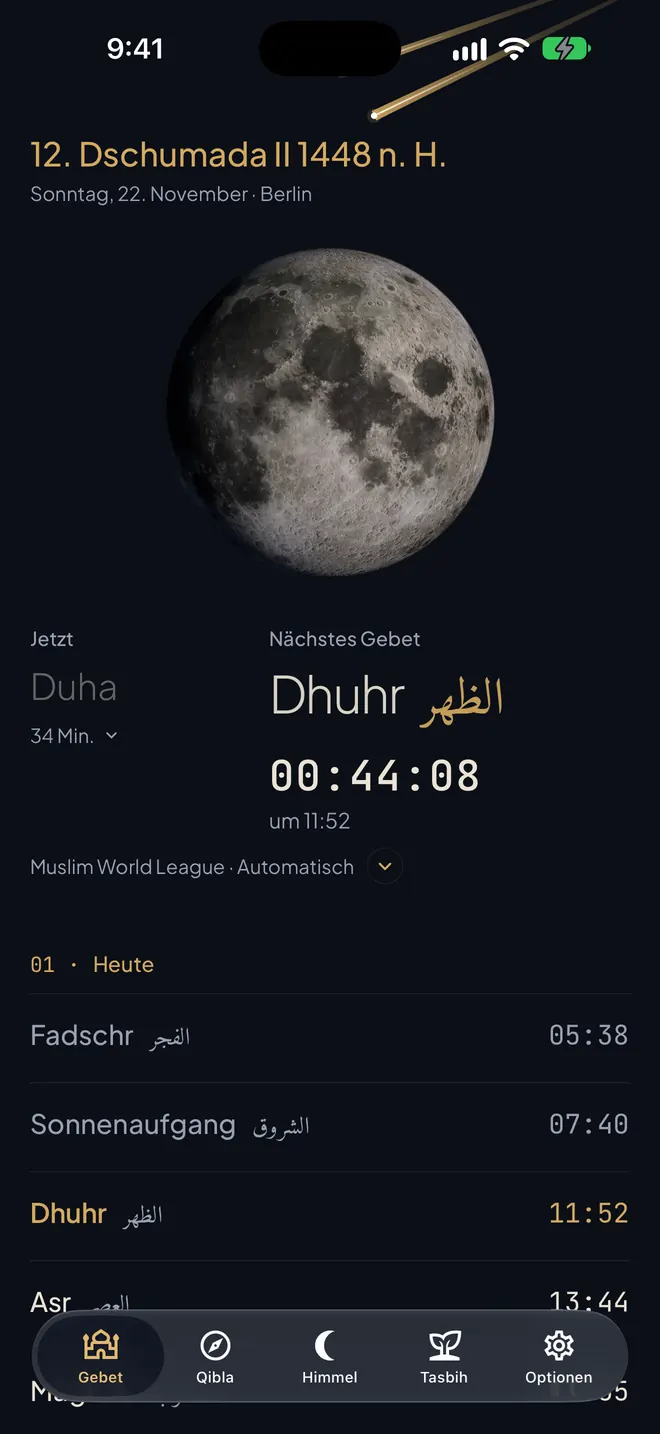 9:41
12. Dschumada II 1448 n. H.
Sonntag, 22. November · Berlin
Jetzt
Duha
34 Min.
Nächstes Gebet
Dhuhr الظهر
00:44:08
um 11:52
Muslim World League · Automatisch
01 · Heute
Fadschr الفجر 05:38
Sonnenaufgang الشروق 07:40
Dhuhr الظهر 11:52
Asr العصر 13:44
Gebet
Qibla
Himmel
Tasbih
Optionen